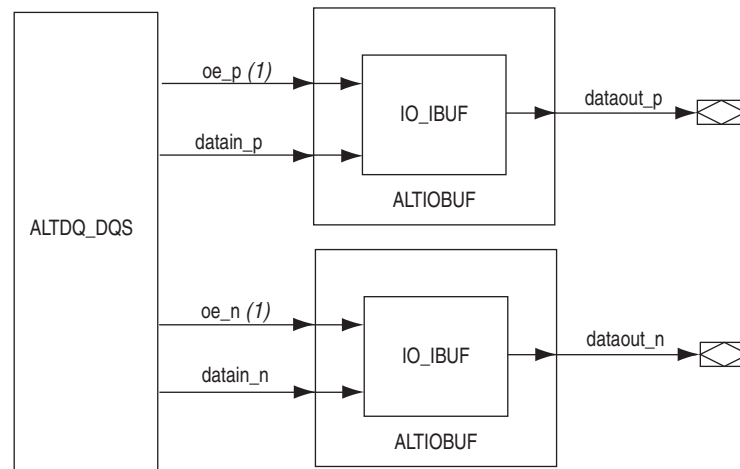 oe_p (1)
IO_IBUF
dataout_p
datain_p
ALTIOBUF
ALTDQ_DQS
oe_n (1)
IO_IBUF
dataout_n
datain_n
ALTIOBUF